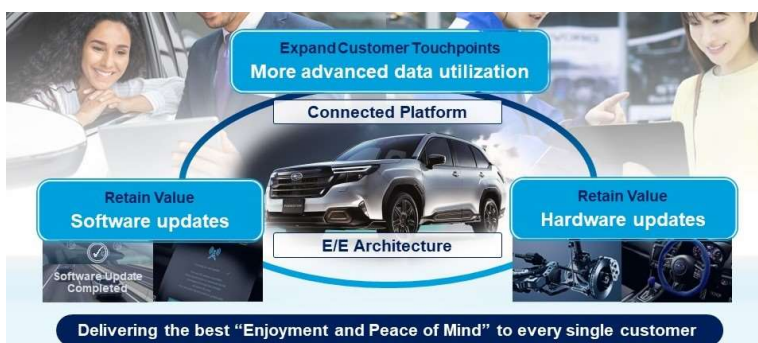 Expand Customer Touchpoints
More advanced data utilization
Connected Platform
Retain Value
Software updates
Retain Value
Hardware updates
E/E Architecture
Software Update
Completed
Delivering the best “Enjoyment and Peace of Mind” to every single customer